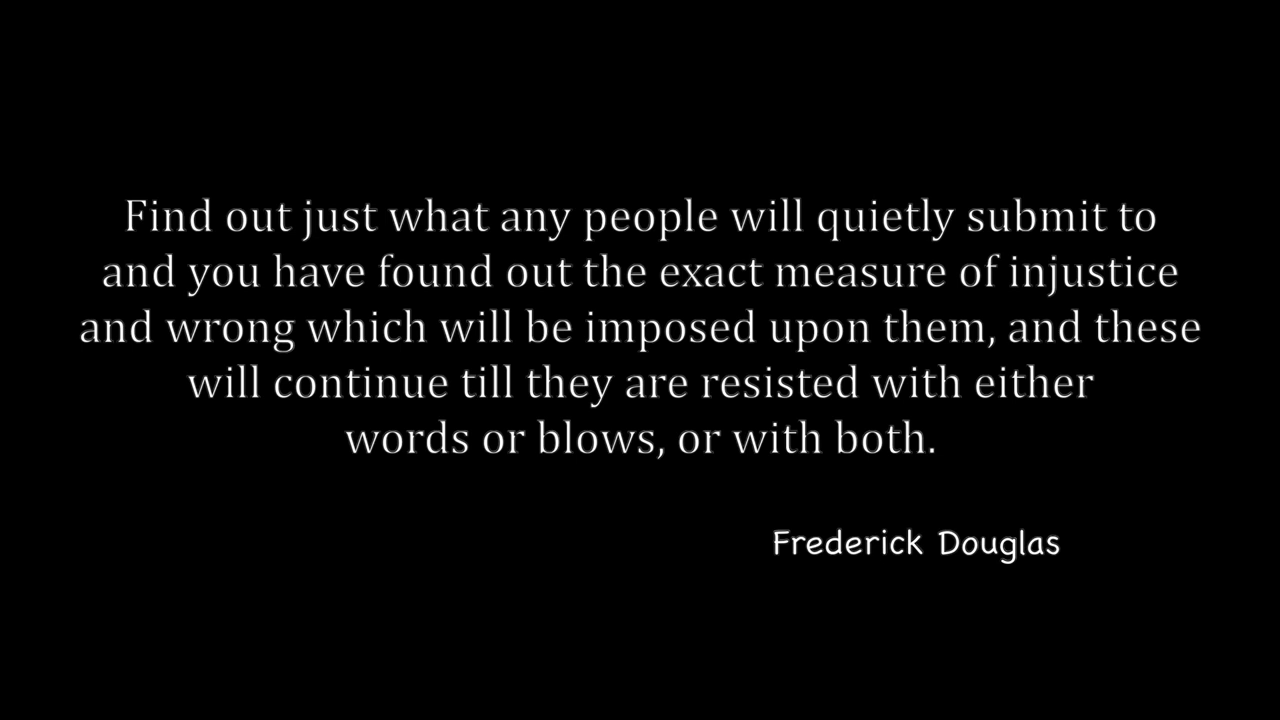 Find out just what any people will quietly submit to
and you have found out the exact measure of injustice
and wrong which will be imposed upon them, and these
will continue till they are resisted with either
words or blows, or with both.
Frederick Douglas